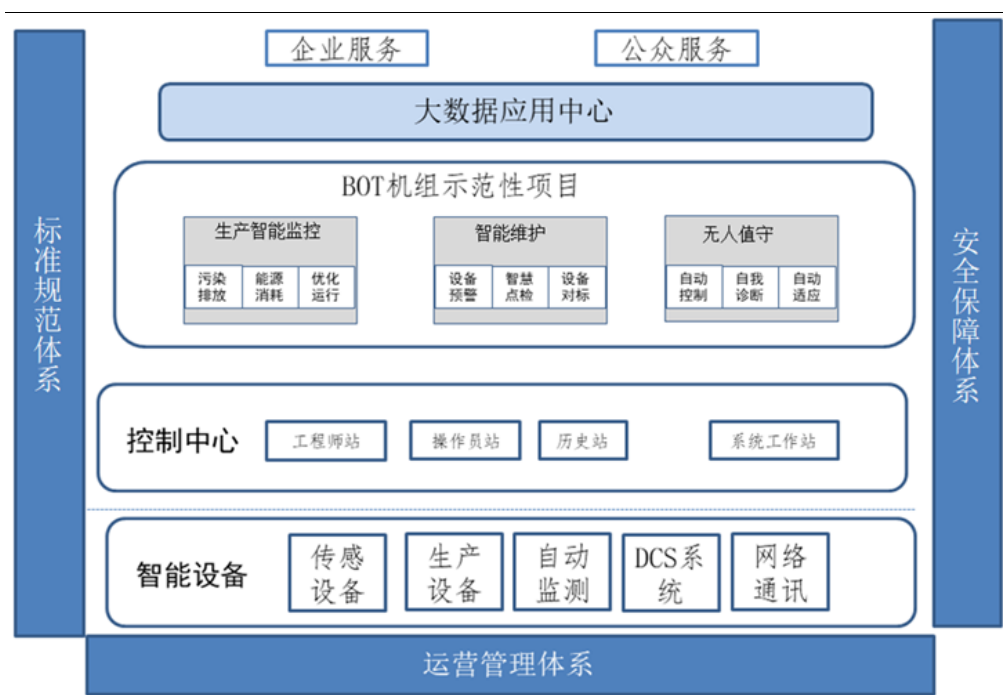 企业服务
公众服务
大数据应用中心
BOT机组示范性项目
生产智能监控
污染
排放
能源
消耗
优化
运行
智能维护
设备
预警
智慧
点检
设备
对标
无人值守
自动
控制
自我
诊断
自动
适应
标准规范体系
安全保障体系
控制中心
工程师站
操作员站
历史站
系统工作站
智能设备
传感
设备
生产
设备
自动
监测
DCS系
统
网络
通讯
运营管理体系